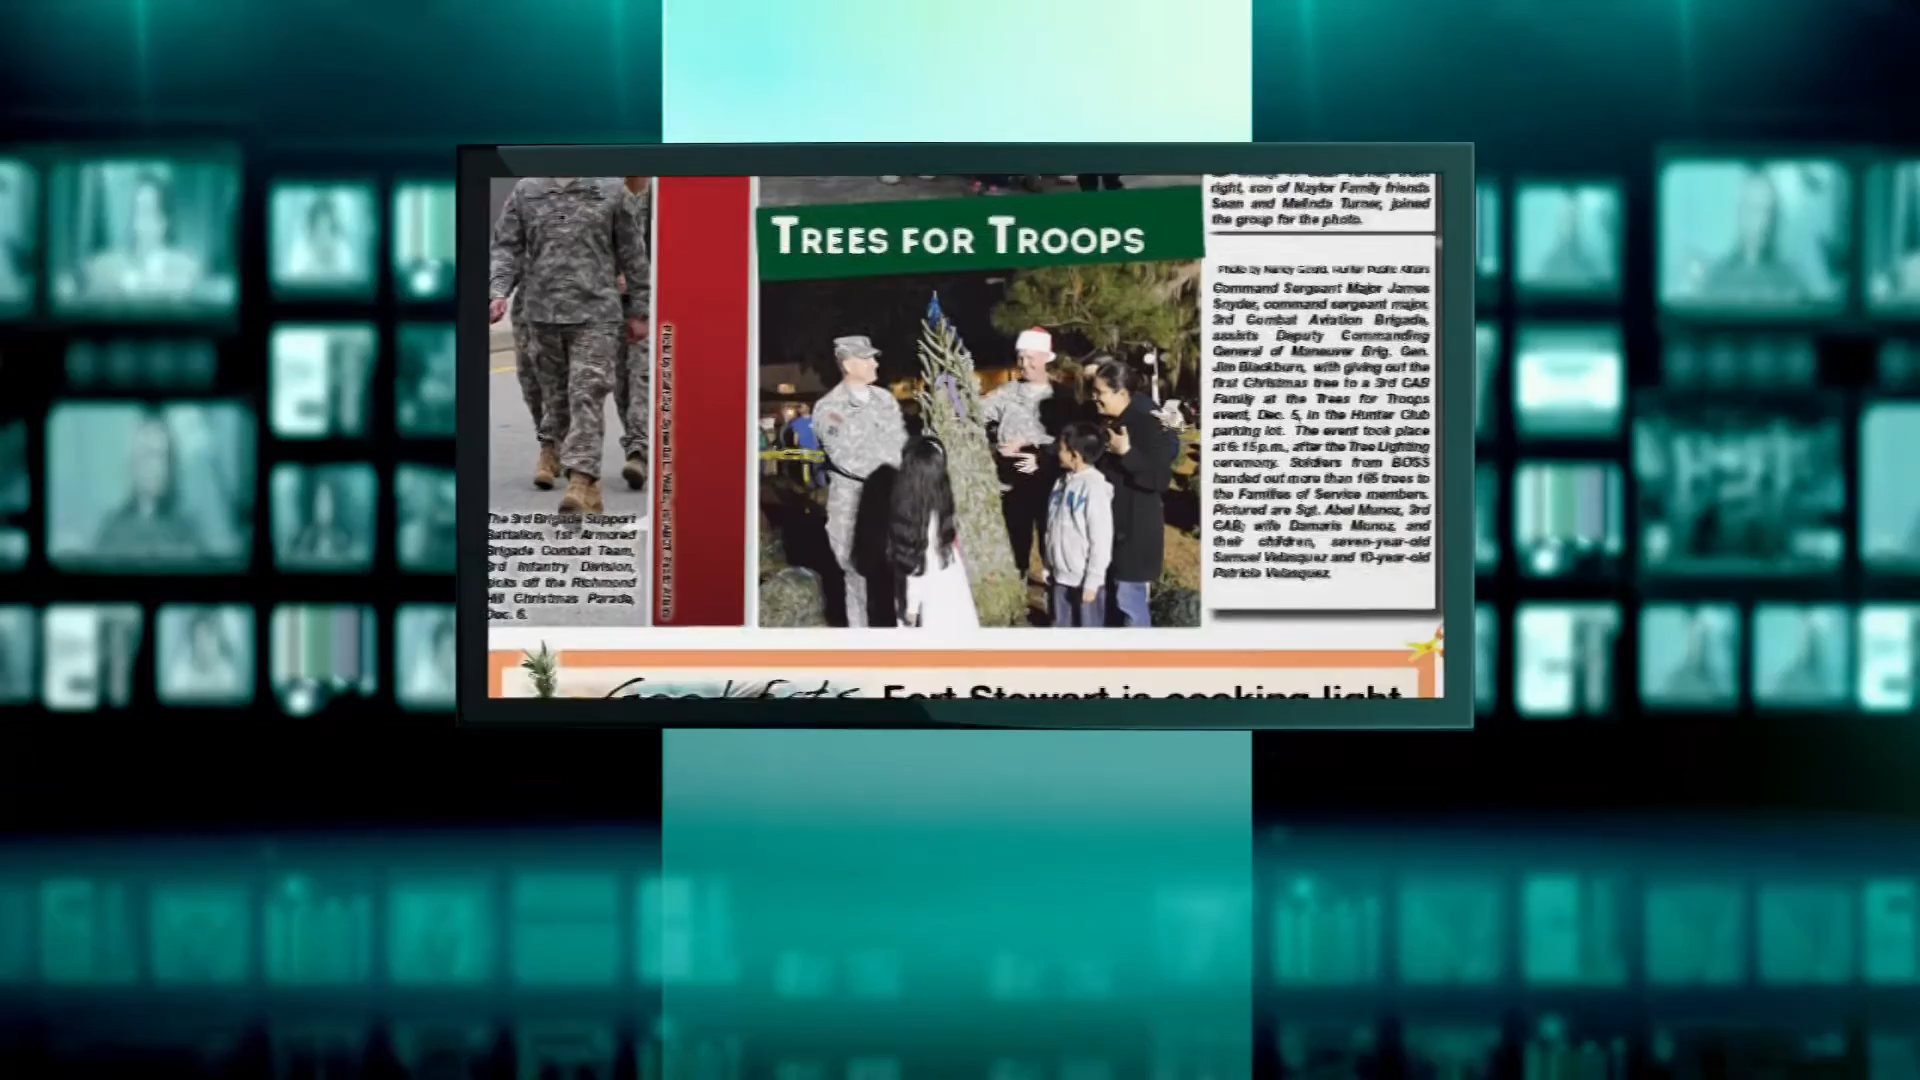 TREES FOR TROOPS
right, son of Naylor Family friends
Sean and Melinda Turner, joined
the group for the photo.
Photo by Nancy Gould, Hunter Public Affairs
Command Sergeant Major James
Snyder, command sergeant major,
3rd Combat Aviation Brigade,
assists Deputy Commanding
General of Maneuver Brig. Gen.
Jim Blackburn, with giving out the
first Christmas tree to a 3rd CAB
Family at the Trees for Troops
event, Dec. 5, in the Hunter Club
parking lot. The event took place
at 6:15p.m., after the Tree Lighting
ceremony. Soldiers from BOSS
handed out more than 165 trees to
the Families of Service members.
Pictured are Sgt. Abel Munoz, 3rd
CAB; wife Damaris Munoz, and
their children, seven-year-old
Samuel Velasquez and 10-year-old
Patricia Velasquez.
The 3rd Brigade Support
Battalion, 1st Armored
Brigade Combat Team,
3rd Infantry Division,
kicks off the Richmond
Hill Christmas Parade,
Dec. 6.
Fort Stewart is cooking light